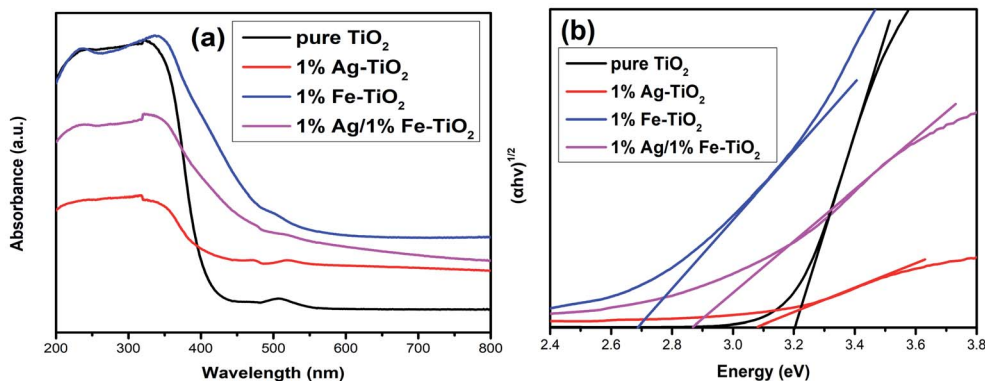 (a)
pure TiO₂
1% Ag-TiO₂
1% Fe-TiO₂
1% Ag/1% Fe-TiO₂
Absorbance (a.u.)
200 300 400 500 600 700 800
Wavelength (nm)
(b)
pure TiO₂
1% Ag-TiO₂
1% Fe-TiO₂
1% Ag/1% Fe-TiO₂
(αhν)¹/²
2.4 2.6 2.8 3.0 3.2 3.4 3.6 3.8
Energy (eV)